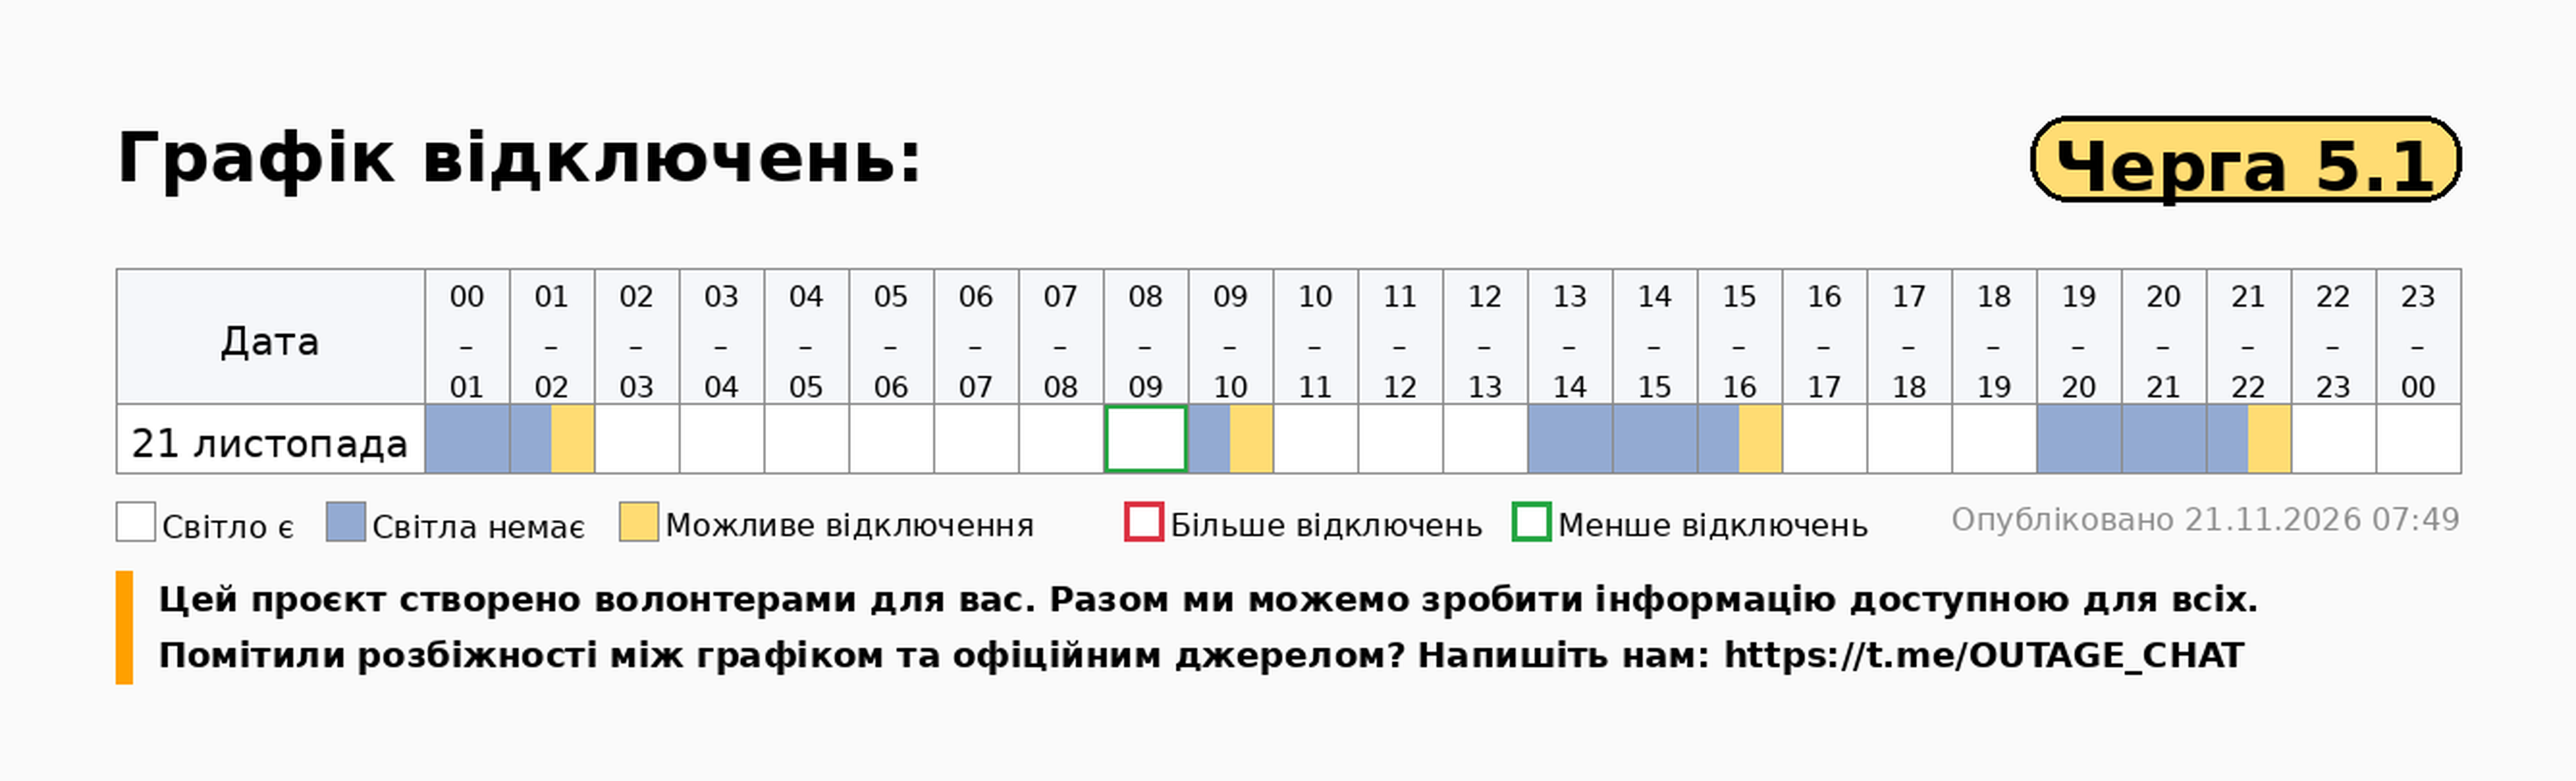 Графік відключень:
Черга 5.1
Дата
00 – 01
01 – 02
02 – 03
03 – 04
04 – 05
05 – 06
06 – 07
07 – 08
08 – 09
09 – 10
10 – 11
11 – 12
12 – 13
13 – 14
14 – 15
15 – 16
16 – 17
17 – 18
18 – 19
19 – 20
20 – 21
21 – 22
22 – 23
23 – 00
21 листопада
Світло є
Світла немає
Можливе відключення
Більше відключень
Менше відключень
Опубліковано 21.11.2026 07:49
Цей проєкт створено волонтерами для вас. Разом ми можемо зробити інформацію доступною для всіх.
Помітили розбіжності між графіком та офіційним джерелом? Напишіть нам: https://t.me/OUTAGE_CHAT